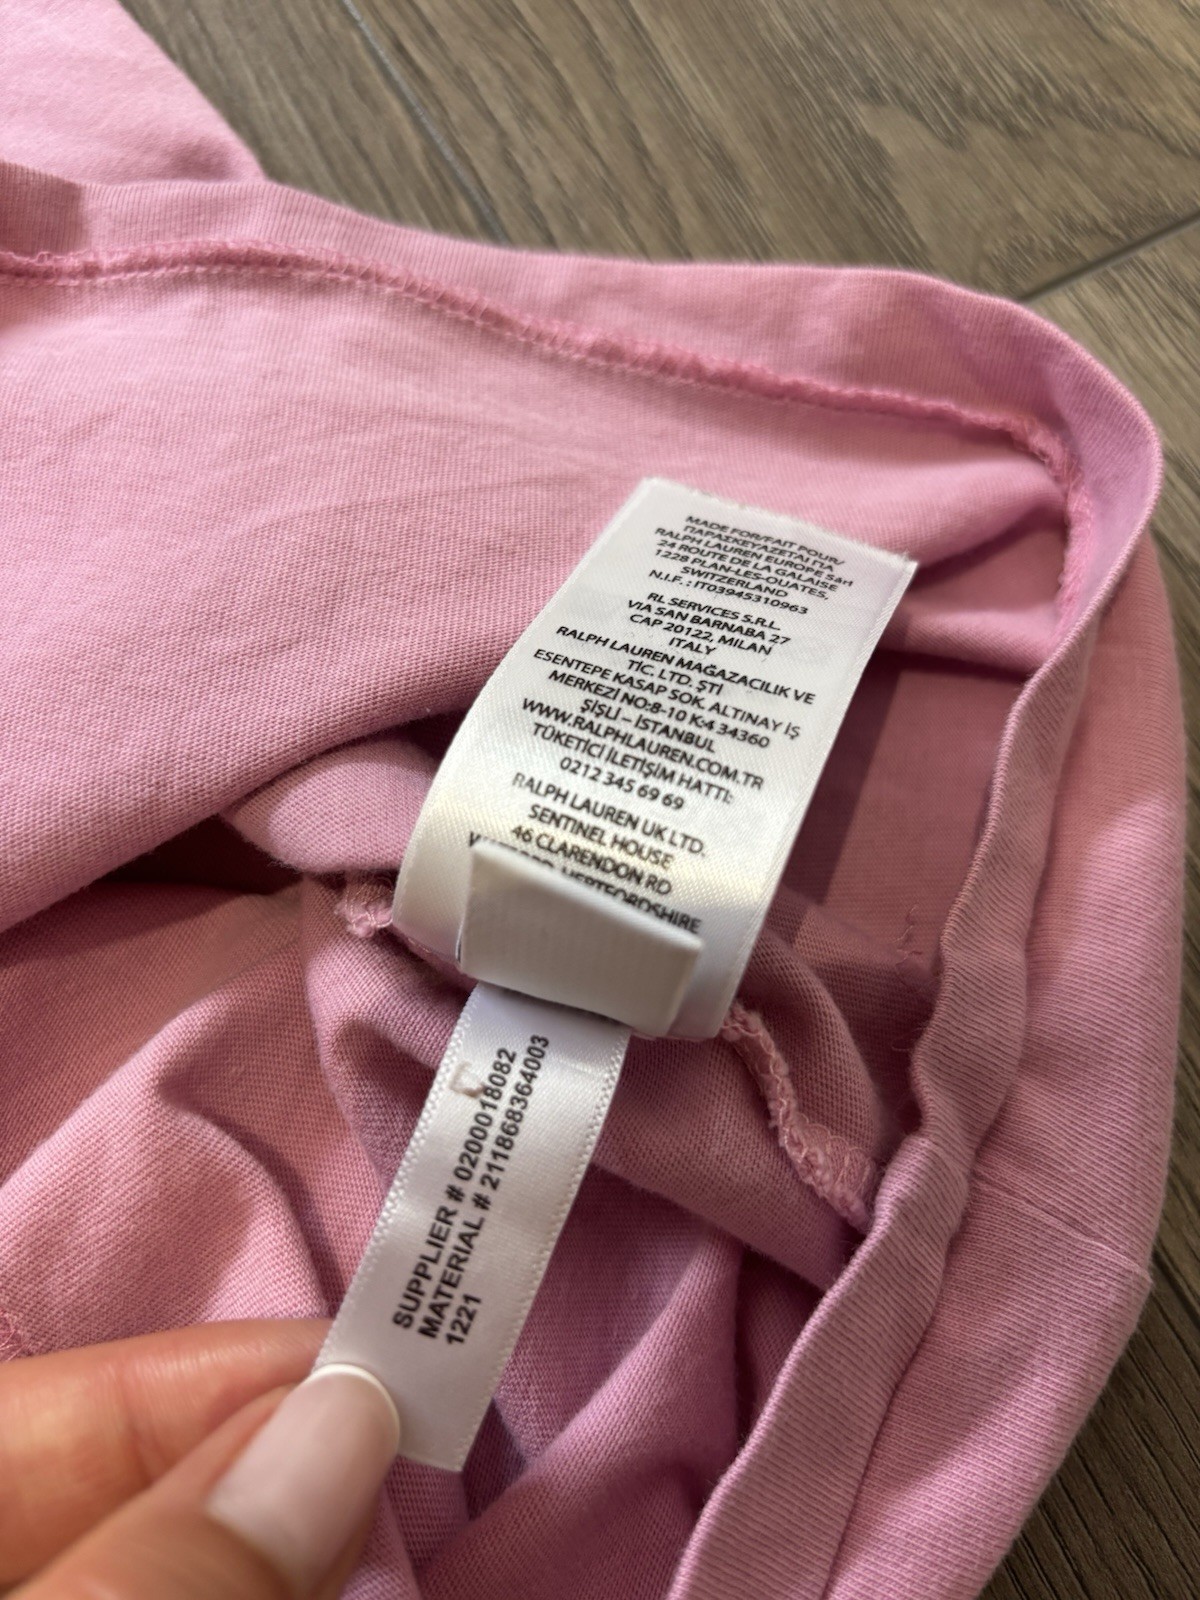 MADE FOR/FAIT POUR/
ΠΑΡΑΣΚΕΥΑΖΕΤΑΙ ΓΙΑ
RALPH LAUREN EUROPE Sàrl
24 ROUTE DE LA GALAISE
1228 PLAN-LES-OUATES,
SWITZERLAND
N.I.F. : IT03945310963
RL SERVICES S.R.L.
VIA SAN BARNABA 27
CAP 20122, MILAN
ITALY
RALPH LAUREN MAĞAZACILIK VE
TİC. LTD. ŞTİ
ESENTEPE KASAP SOK. ALTINAY İŞ
MERKEZİ NO:8-10 K:4 34360
ŞİŞLİ – İSTANBUL
WWW.RALPHLAUREN.COM.TR
TÜKETİCİ İLETİŞİM HATTI:
0212 345 69 69
RALPH LAUREN UK LTD.
SENTINEL HOUSE
46 CLARENDON RD
HERTFORDSHIRE
SUPPLIER # 0200018082
MATERIAL # 211868364003
1221